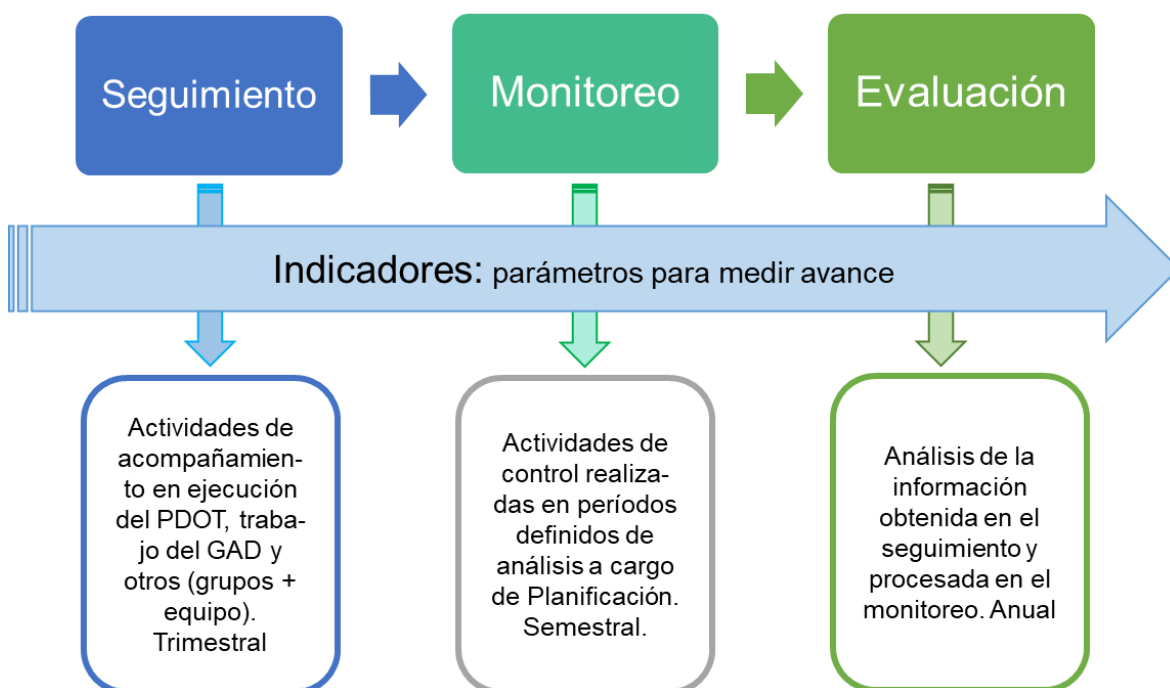 Seguimiento
Monitoreo
Evaluación
Indicadores: parámetros para medir avance
Actividades de
acompañamien-
to en ejecución
del PDOT, traba-
jo del GAD y
otros (grupos +
equipo).
Trimestral
Actividades de
control realiza-
das en períodos
definidos de
análisis a cargo
de Planificación.
Semestral.
Análisis de la
información
obtenida en el
seguimiento y
procesada en el
monitoreo. Anual